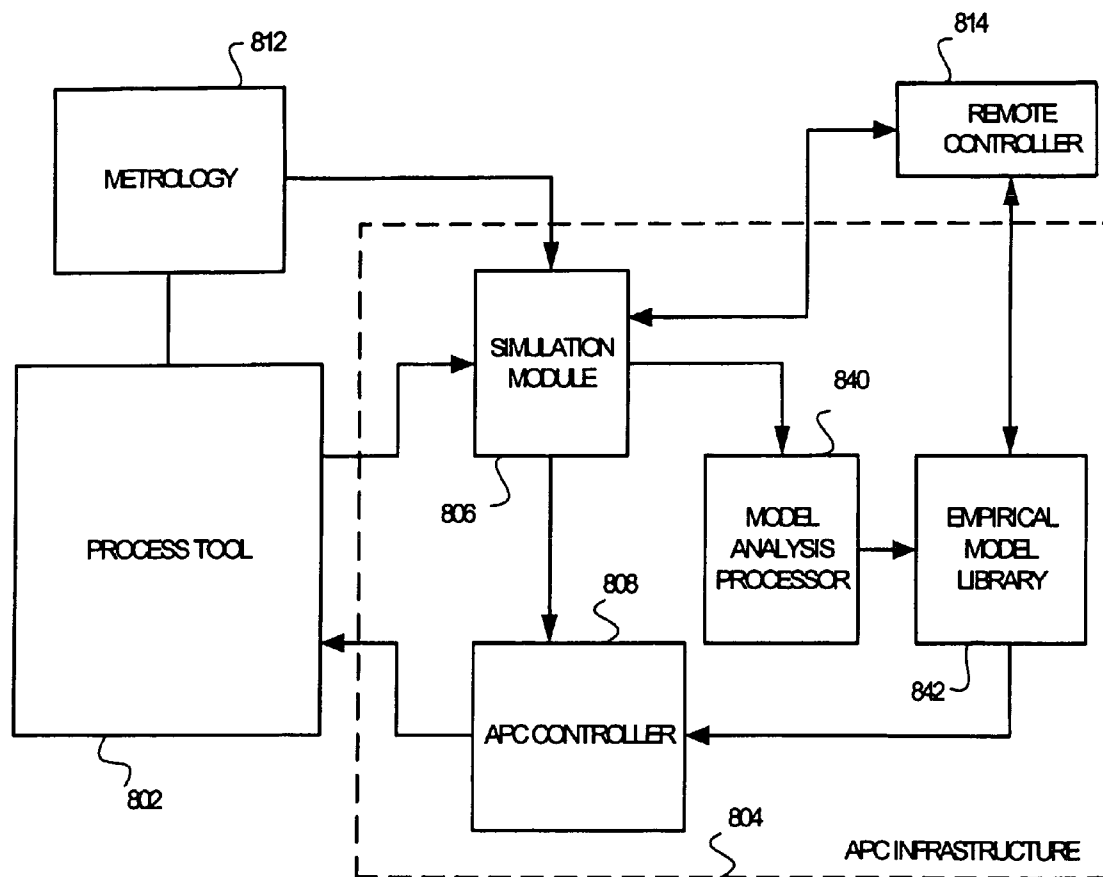 812
814
METROLOGY
REMOTE
CONTROLLER
SIMULATION
MODULE
840
806
PROCESS TOOL
MODEL
ANALYSIS
PROCESSOR
EMPIRICAL
MODEL
LIBRARY
808
842
APC CONTROLLER
802
804
APC INFRASTRUCTURE